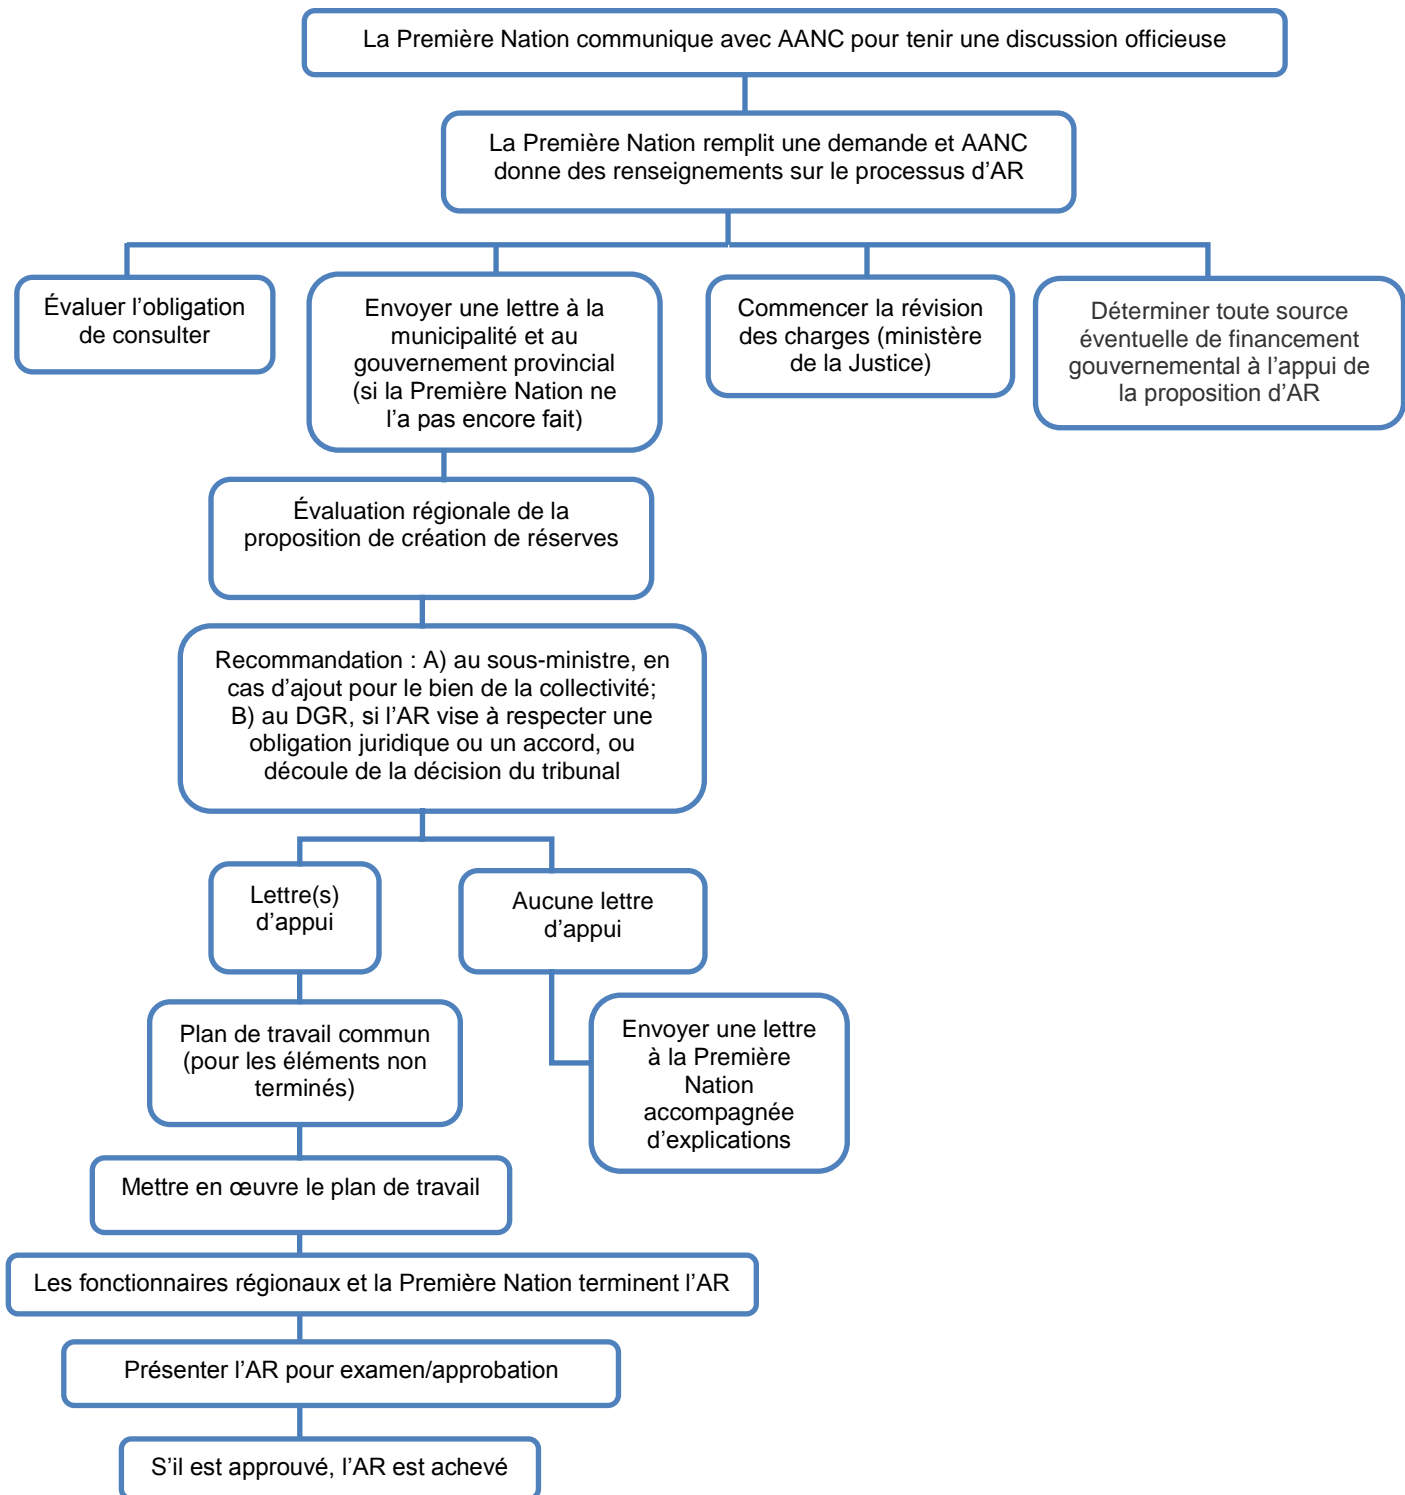 La Première Nation communique avec AANC pour tenir une discussion officieuse
La Première Nation remplit une demande et AANC
donne des renseignements sur le processus d’AR
Évaluer l’obligation
de consulter
Envoyer une lettre à la
municipalité et au
gouvernement provincial
(si la Première Nation ne
l’a pas encore fait)
Commencer la révision
des charges (ministère
de la Justice)
Déterminer toute source
éventuelle de financement
gouvernemental à l’appui de
la proposition d’AR
Évaluation régionale de la
proposition de création de réserves
Recommandation : A) au sous-ministre, en
cas d’ajout pour le bien de la collectivité;
B) au DGR, si l’AR vise à respecter une
obligation juridique ou un accord, ou
découle de la décision du tribunal
Lettre(s)
d’appui
Aucune lettre
d’appui
Plan de travail commun
(pour les éléments non
terminés)
Envoyer une lettre
à la Première
Nation
accompagnée
d’explications
Mettre en œuvre le plan de travail
Les fonctionnaires régionaux et la Première Nation terminent l’AR
Présenter l’AR pour examen/approbation
S’il est approuvé, l’AR est achevé